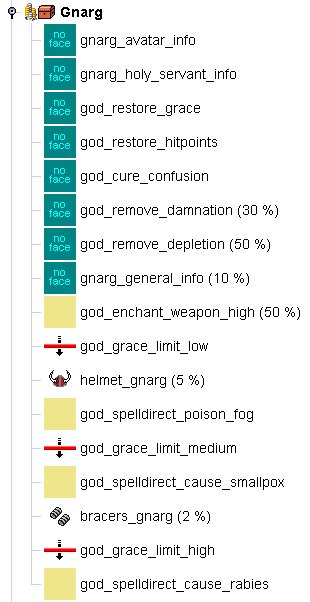 Gnarg
no face gnarg_avatar_info
no face gnarg_holy_servant_info
no face god_restore_grace
no face god_restore_hitpoints
no face god_cure_confusion
no face god_remove_damnation (30 %)
no face god_remove_depletion (50 %)
no face gnarg_general_info (10 %)
god_enchant_weapon_high (50 %)
god_grace_limit_low
helmet_gnarg (5 %)
god_spelldirect_poison_fog
god_grace_limit_medium
god_spelldirect_cause_smallpox
bracers_gnarg (2 %)
god_grace_limit_high
god_spelldirect_cause_rabies